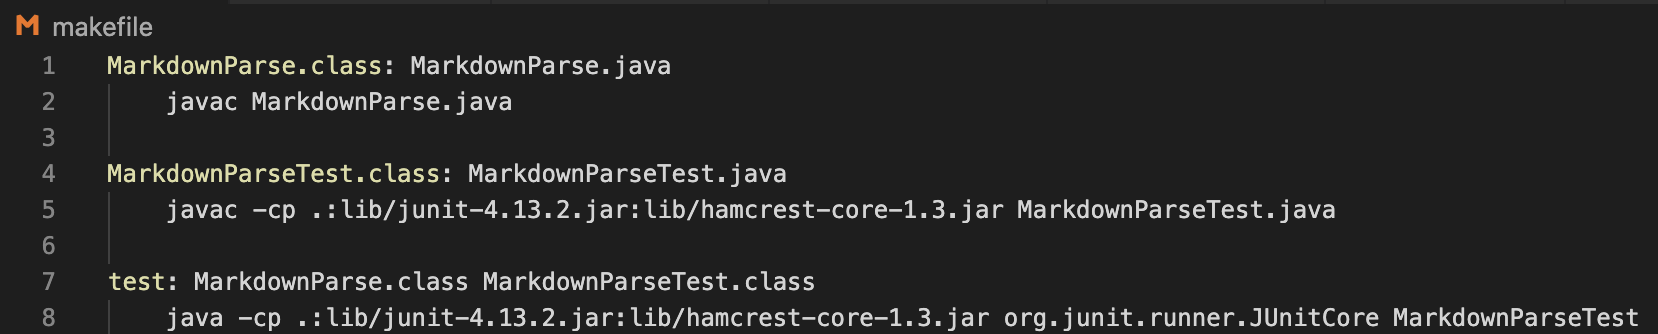 M makefile
1 MarkdownParse.class: MarkdownParse.java
2 javac MarkdownParse.java
3
4 MarkdownParseTest.class: MarkdownParseTest.java
5 javac -cp .:lib/junit-4.13.2.jar:lib/hamcrest-core-1.3.jar MarkdownParseTest.java
6
7 test: MarkdownParse.class MarkdownParseTest.class
8 java -cp .:lib/junit-4.13.2.jar:lib/hamcrest-core-1.3.jar org.junit.runner.JUnitCore MarkdownParseTest